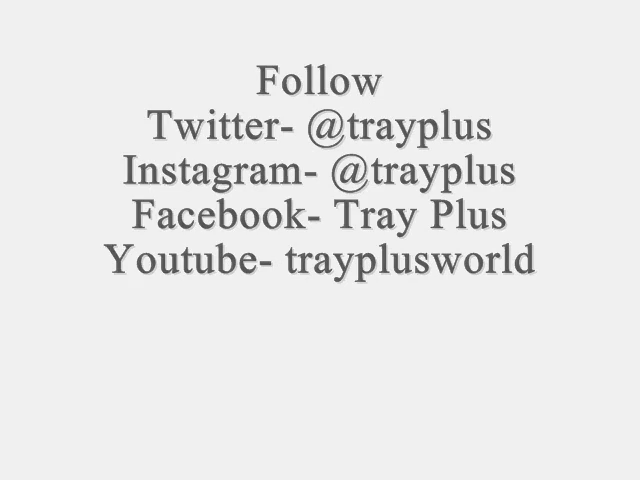 Follow
Twitter- @trayplus
Instagram- @trayplus
Facebook- Tray Plus
Youtube- trayplusworld